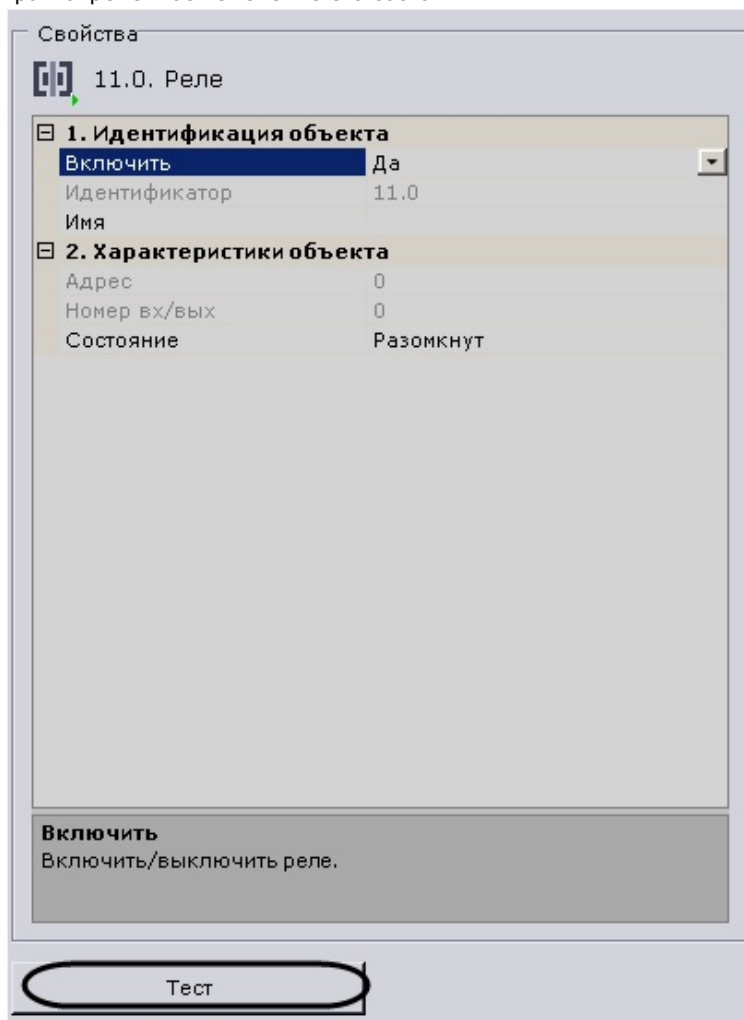 Свойства
11.0. Реле
1. Идентификация объекта
Включить Да
Идентификатор 11.0
Имя
2. Характеристики объекта
Адрес 0
Номер вх/вых 0
Состояние Разомкнут
Включить
Включить/выключить реле.
Тест